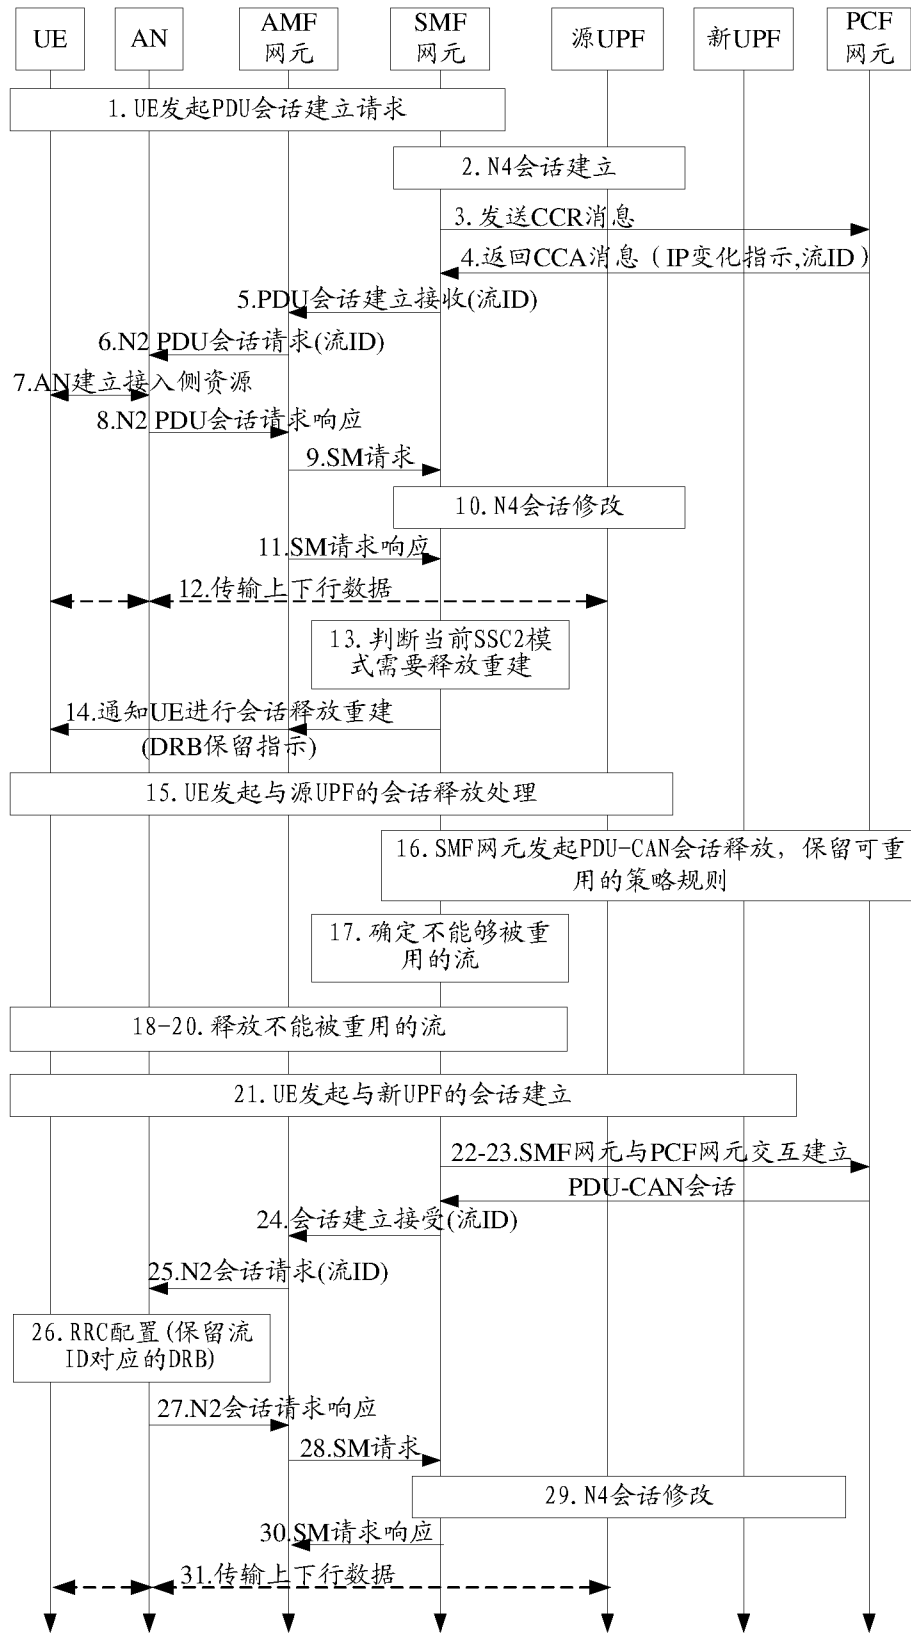 UE
AN
AMF
网元
SMF
网元
源UPF
新UPF
PCF
网元
1.UE发起PDU会话建立请求
2.N4会话建立
3.发送CCR消息
4.返回CCA消息（IP变化指示,流ID）
5.PDU会话建立接收(流ID)
6.N2 PDU会话请求(流ID)
7.AN建立接入侧资源
8.N2 PDU会话请求响应
9.SM请求
10.N4会话修改
11.SM请求响应
12.传输上下行数据
13.判断当前SSC2模
式需要释放重建
14.通知UE进行会话释放重建
(DRB保留指示)
15.UE发起与源UPF的会话释放处理
16.SMF网元发起PDU-CAN会话释放，保留可重
用的策略规则
17.确定不能够被重
用的流
18-20.释放不能被重用的流
21.UE发起与新UPF的会话建立
22-23.SMF网元与PCF网元交互建立
PDU-CAN会话
24.会话建立接受(流ID)
25.N2会话请求(流ID)
26.RRC配置(保留流
ID对应的DRB)
27.N2会话请求响应
28.SM请求
29.N4会话修改
30.SM请求响应
31.传输上下行数据